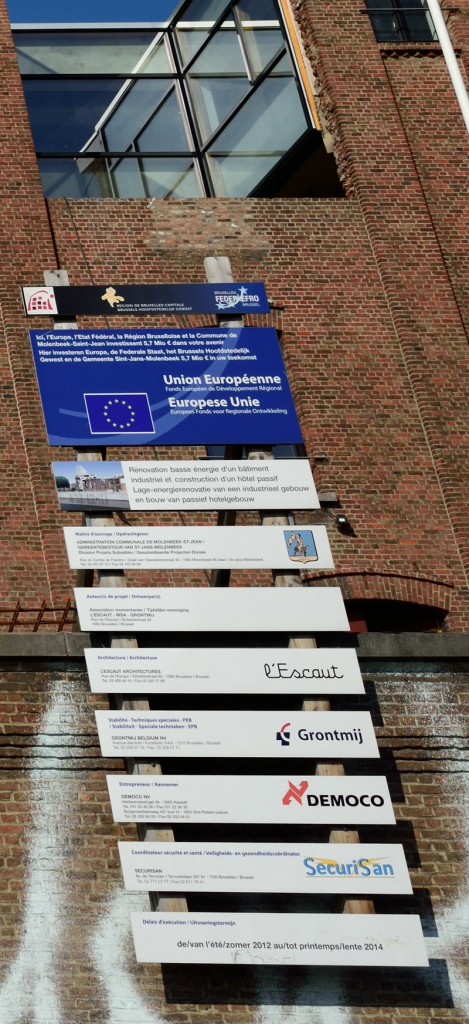 REGION DE BRUXELLES-CAPITALE
BRUSSELS HOOFDSTEDELIJK GEWEST
BRUXELLES
FEDER EFRO
BRUSSEL
Ici, l'Europe, l'Etat Fédéral, la Région Bruxelloise et la Commune de
Molenbeek-Saint-Jean investissent 5,7 Mio € dans votre avenir
Hier investeren Europa, de Federale Staat, het Brussels Hoofdstedelijk
Gewest en de Gemeente Sint-Jans-Molenbeek 5,7 Mio € in uw toekomst
Union Européenne
Fonds Européen de Développement Régional
Europese Unie
Europees Fonds voor Regionale Ontwikkeling
Rénovation basse énergie d'un bâtiment
industriel et construction d'un hôtel passif
Lage-energierenovatie van een industrieel gebouw
en bouw van passief hotelgebouw
Maître d'ouvrage / Opdrachtgever
ADMINISTRATION COMMUNALE DE MOLENBEEK-ST-JEAN /
GEMEENTEBESTUUR VAN ST-JANS-MOLENBEEK
Auteur(s) de projet / Ontwerper(s)
Association momentanée / Tijdelijke vereniging
L'ESCAUT - MSA - GRONTMIJ
Architecture / Architectuur
L'ESCAUT ARCHITECTURES
l'Escaut
Stabilité - Techniques spéciales - PEB
/ Stabiliteit - Speciale technieken - EPB
GRONTMIJ BELGIUM NV
Grontmij
Entrepreneur / Aannemer
DEMOCO NV
DEMOCO
Coordinateur sécurité et santé / Veiligheids- en gezondheidscoördinator
SECURISAN
SecuriSan
Délais d'exécution / Uitvoeringstermijn
de/van l'été/zomer 2012 au/tot printemps/lente 2014